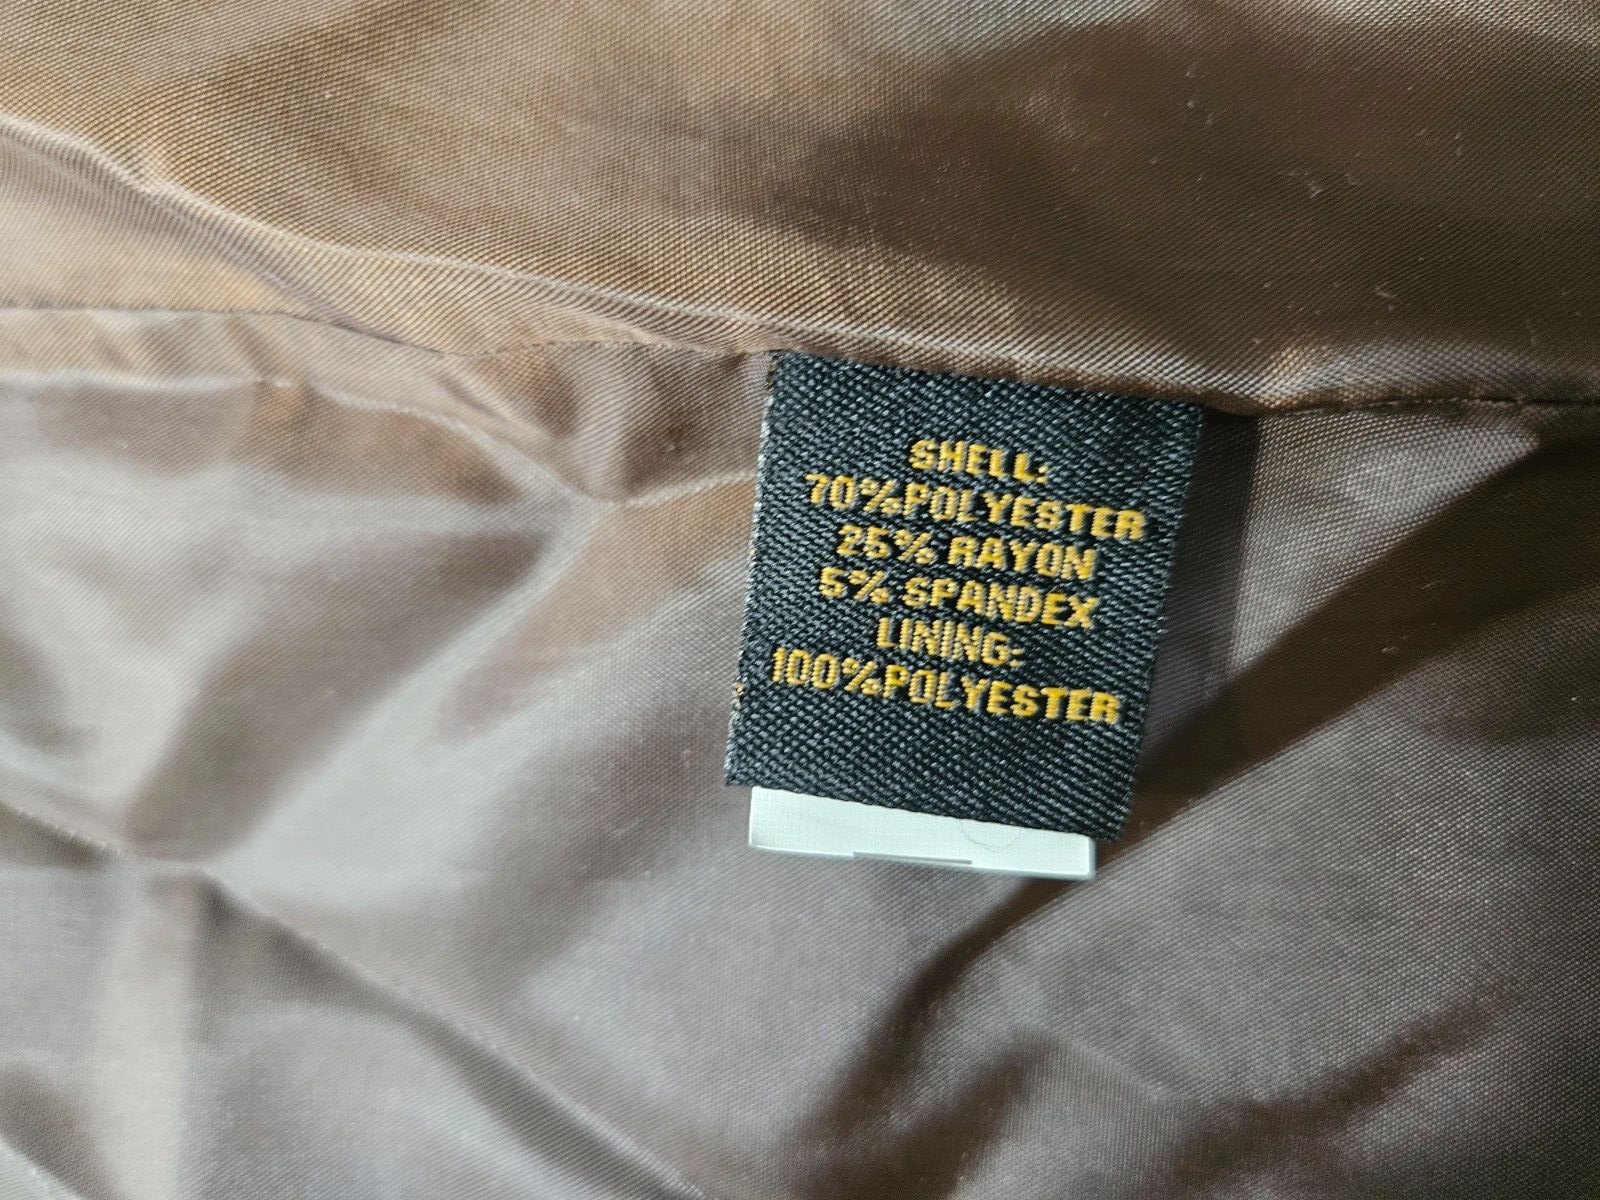 SHELL:
70%POLYESTER
25% RAYON
5% SPANDEX
LINING:
100%POLYESTER